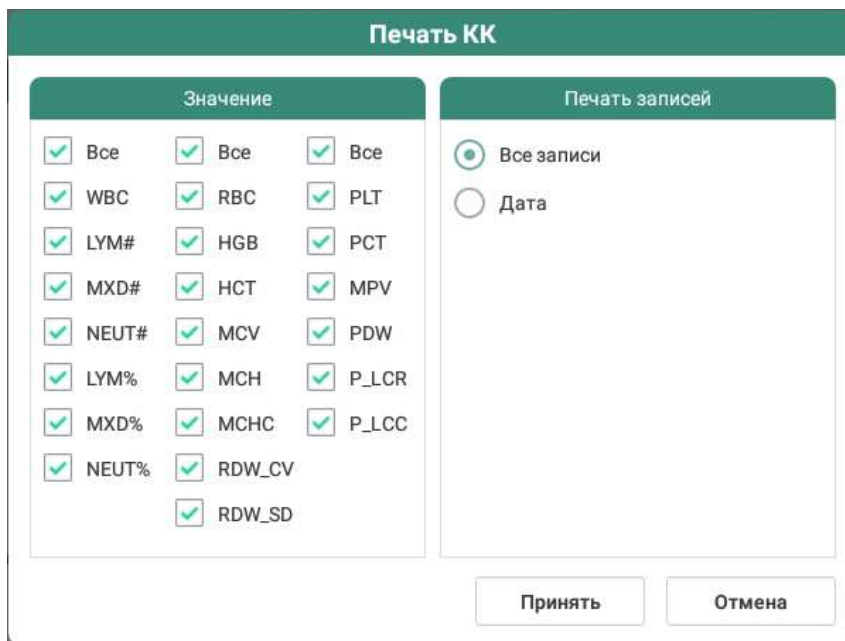 Печать КК
Значение
Все Все Все
WBC RBC PLT
LYM# HGB PCT
MXD# HCT MPV
NEUT# MCV PDW
LYM% MCH P_LCR
MXD% MCHC P_LCC
NEUT% RDW_CV
RDW_SD
Печать записей
Все записи
Дата
Принять Отмена